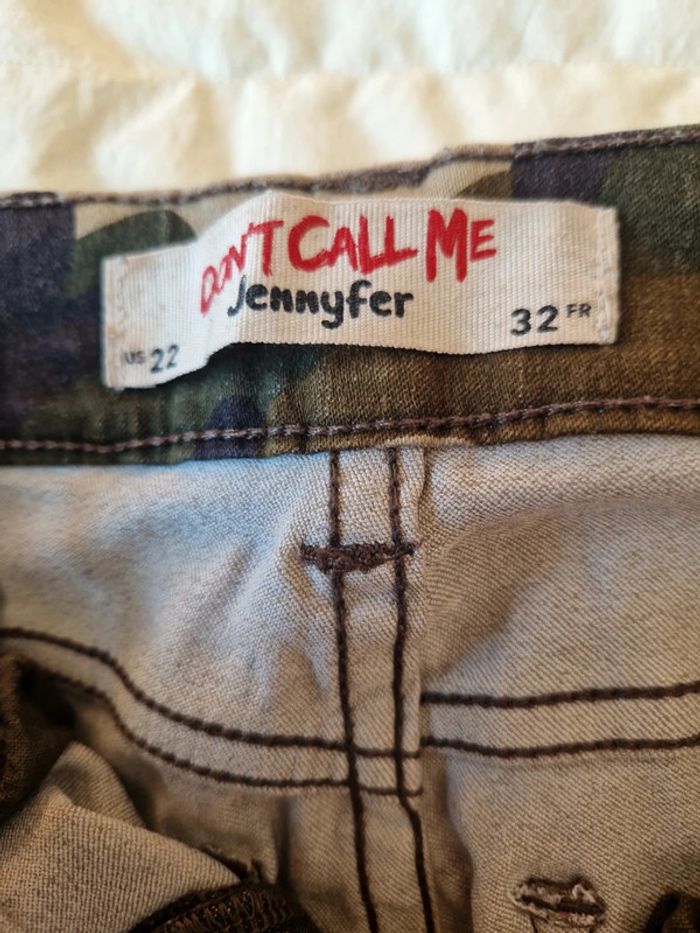 DON'T CALL ME
Jennyfer
US 22
32 FR